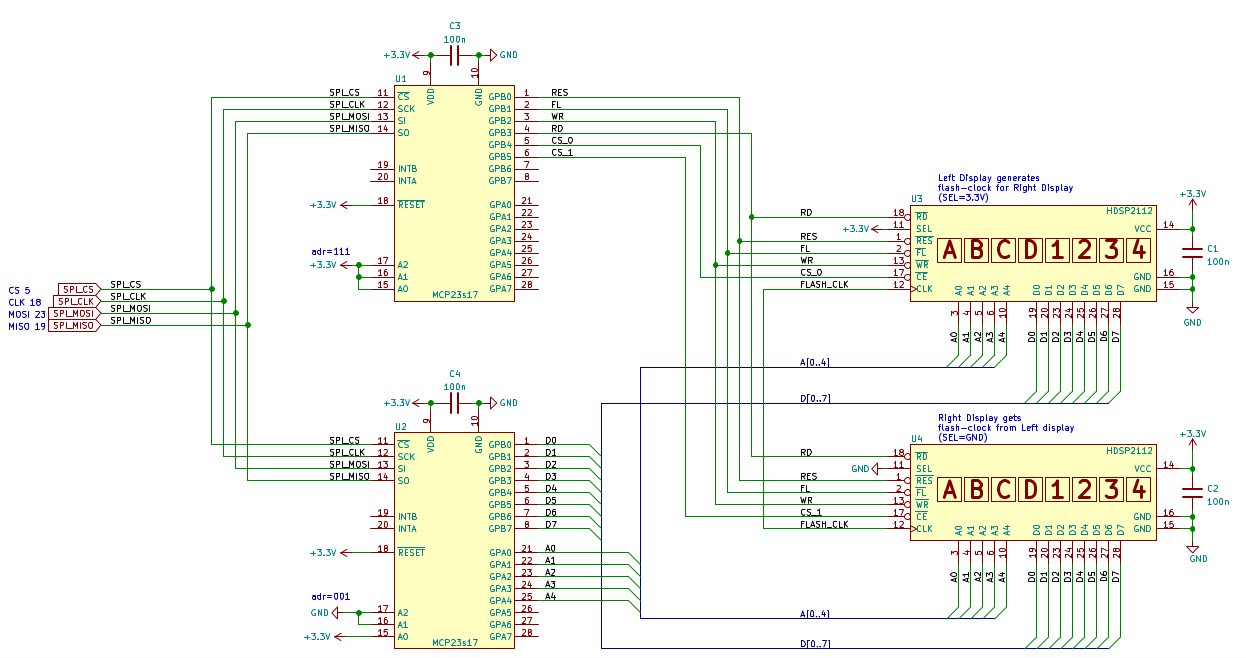 C3
100n
+3.3V
GND
U1
9
10
VDD
GND
SPI_CS 11 CS
SPI_CLK 12 SCK
SPI_MOSI 13 SI
SPI_MISO 14 SO
19 INTB
20 INTA
+3.3V 18 RESET
adr=111
+3.3V 17 A2
16 A1
15 A0
GPB0 1 RES
GPB1 2 FL
GPB2 3 WR
GPB3 4 RD
GPB4 5 CS_0
GPB5 6 CS_1
GPB6 7
GPB7 8
GPA0 21
GPA1 22
GPA2 23
GPA3 24
GPA4 25
GPA5 26
GPA6 27
GPA7 28
MCP23s17
CS 5 SPI_CS SPI_CS
CLK 18 SPI_CLK SPI_CLK
MOSI 23 SPI_MOSI SPI_MOSI
MISO 19 SPI_MISO SPI_MISO
C4
100n
+3.3V
GND
U2
9
10
VDD
GND
SPI_CS 11 CS
SPI_CLK 12 SCK
SPI_MOSI 13 SI
SPI_MISO 14 SO
19 INTB
20 INTA
+3.3V 18 RESET
adr=001
GND 17 A2
16 A1
+3.3V 15 A0
GPB0 1 D0
GPB1 2 D1
GPB2 3 D2
GPB3 4 D3
GPB4 5 D4
GPB5 6 D5
GPB6 7 D6
GPB7 8 D7
GPA0 21 A0
GPA1 22 A1
GPA2 23 A2
GPA3 24 A3
GPA4 25 A4
GPA5 26
GPA6 27
GPA7 28
MCP23s17
Left Display generates
flash-clock for Right Display
(SEL=3.3V)
U3
HDSP2112
RD 18 RD
+3.3V 11 SEL
RES 1 RES
FL 2 FL
WR 13 WR
CS_0 17 CE
FLASH_CLK 12 CLK
A B C D 1 2 3 4
+3.3V
VCC 14
C1
100n
GND 16
GND 15
GND
A0 A1 A2 A3 A4 D0 D1 D2 D3 D4 D5 D6 D7
3 4 5 6 10 19 20 23 24 25 26 27 28
A0 A1 A2 A3 A4 D0 D1 D2 D3 D4 D5 D6 D7
A[0..4]
D[0..7]
Right Display gets
flash-clock from Left display
(SEL=GND)
U4
HDSP2112
RD 18 RD
GND 11 SEL
RES 1 RES
FL 2 FL
WR 13 WR
CS_1 17 CE
FLASH_CLK 12 CLK
A B C D 1 2 3 4
+3.3V
VCC 14
C2
100n
GND 16
GND 15
GND
A0 A1 A2 A3 A4 D0 D1 D2 D3 D4 D5 D6 D7
3 4 5 6 10 19 20 23 24 25 26 27 28
A0 A1 A2 A3 A4 D0 D1 D2 D3 D4 D5 D6 D7
A[0..4]
D[0..7]